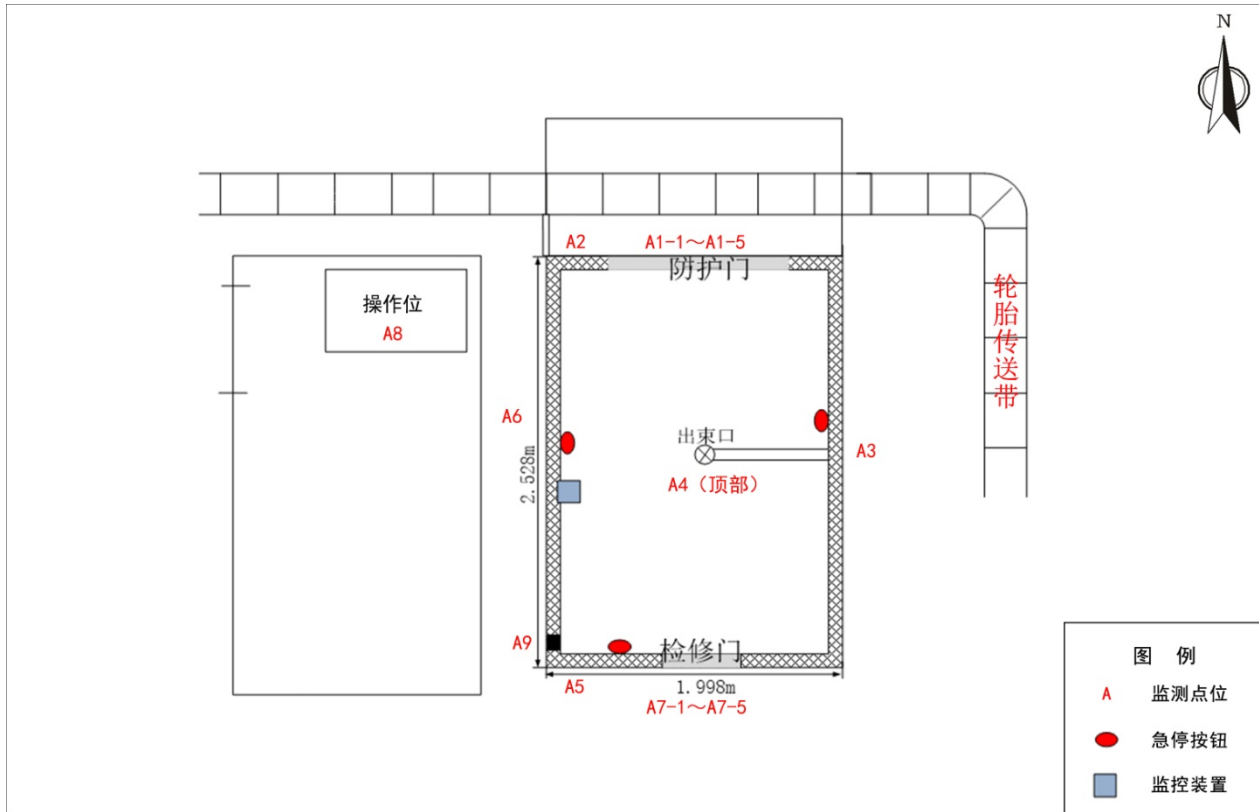 N
A2
A1-1～A1-5
防护门
操作位
A8
轮胎传送带
A6
出束口
A3
A4（顶部）
2.528m
A9
检修门
A5
1.998m
A7-1～A7-5
图 例
A 监测点位
急停按钮
监控装置